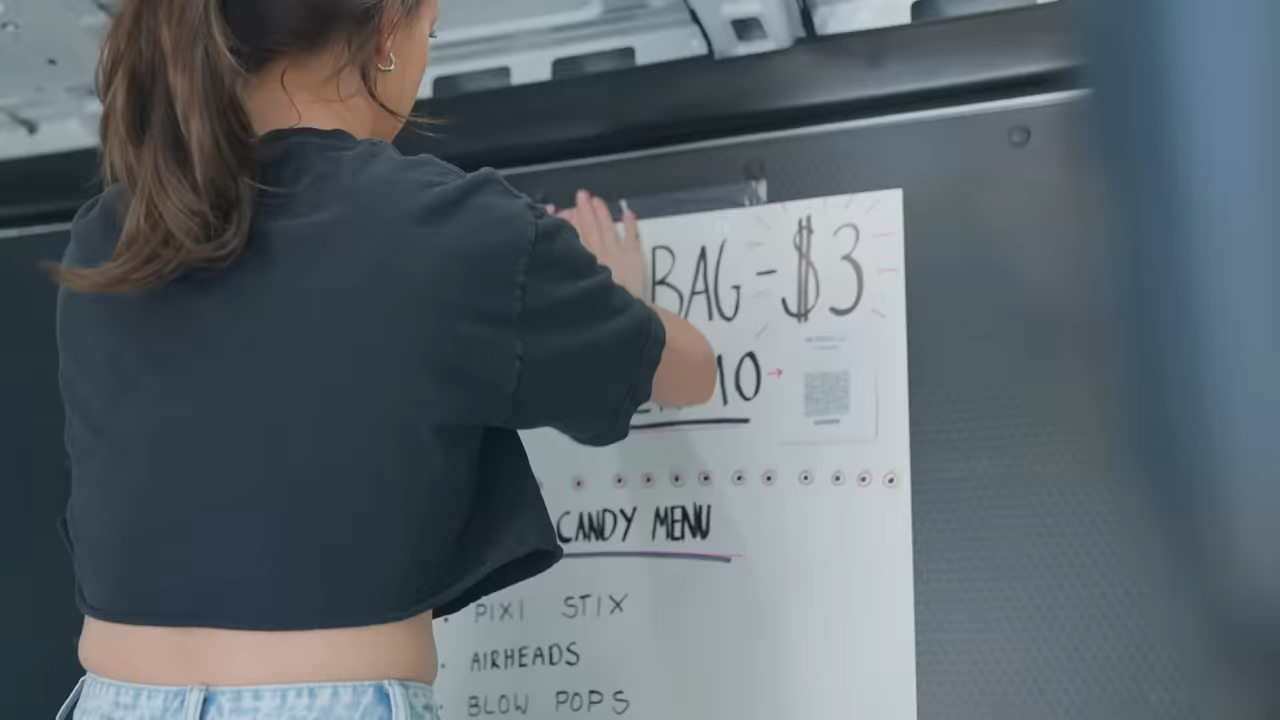 BAG - $3
10 →
CANDY MENU
• PIXI STIX
• AIRHEADS
• BLOW POPS